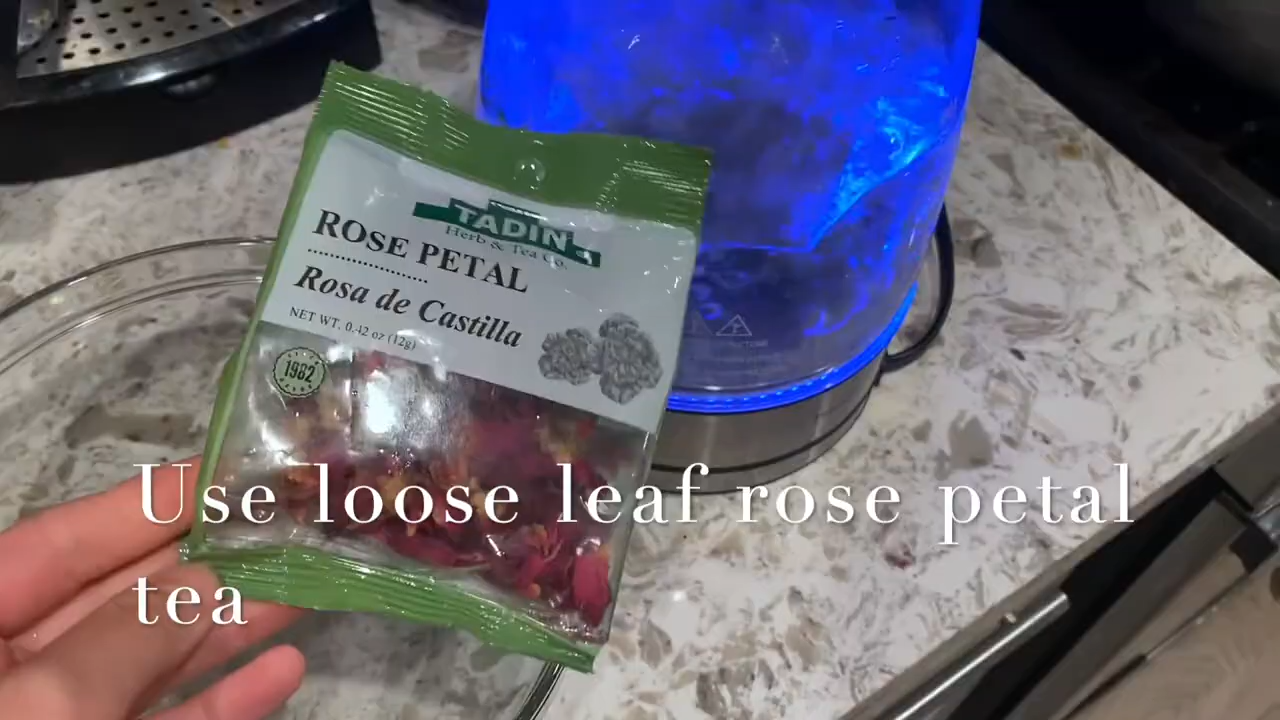 TADIN
Herb & Tea Co.
ROSE PETAL
Rosa de Castilla
NET WT. 0.42 oz (12g)
1982
Use loose leaf rose petal
tea